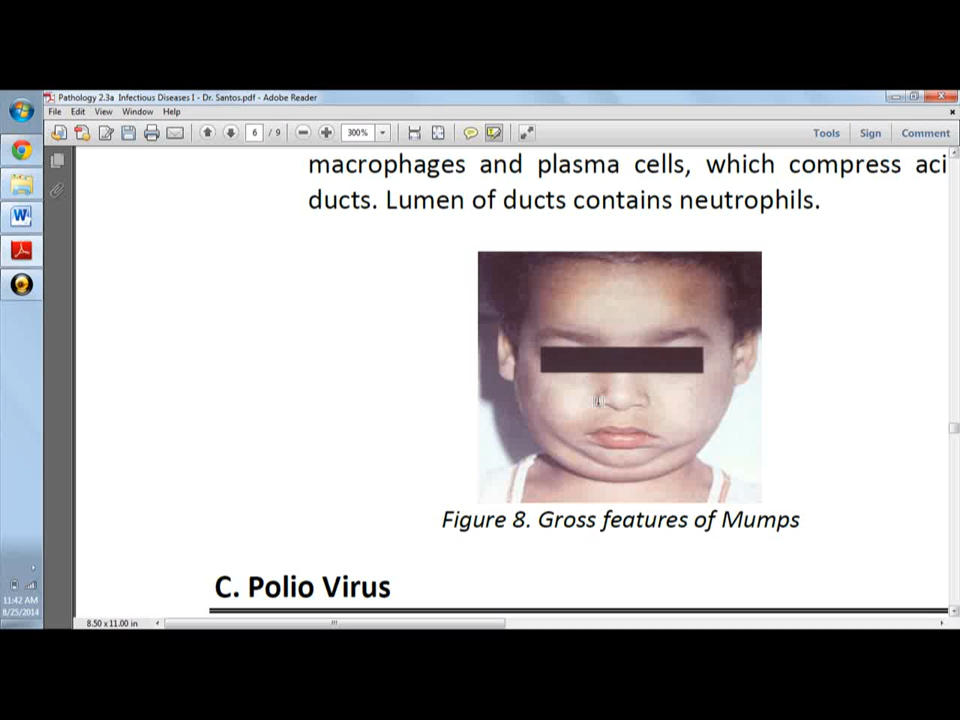 Pathology 2.3a Infectious Diseases I - Dr. Santos.pdf - Adobe Reader
File Edit View Window Help
6 / 9 300% Tools Sign Comment
macrophages and plasma cells, which compress aci
ducts. Lumen of ducts contains neutrophils.
Figure 8. Gross features of Mumps
C. Polio Virus
11:42 AM
8/25/2014
8.50 x 11.00 in